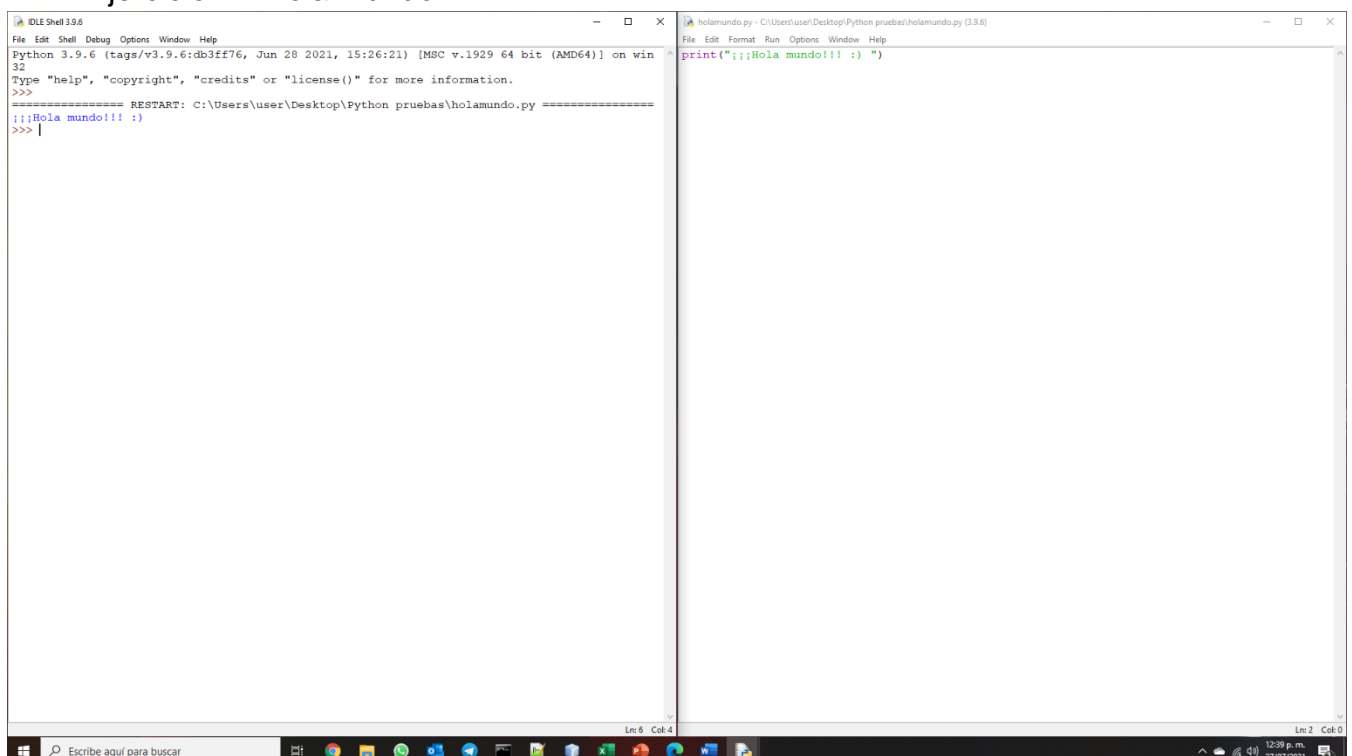 IDLE Shell 3.9.6
File Edit Shell Debug Options Window Help
Python 3.9.6 (tags/v3.9.6:db3ff76, Jun 28 2021, 15:26:21) [MSC v.1929 64 bit (AMD64)] on win
32
Type "help", "copyright", "credits" or "license()" for more information.
>>>
================ RESTART: C:\Users\user\Desktop\Python pruebas\holamundo.py ================
¡¡¡Hola mundo!!! :)
>>>
Ln: 6 Col: 4
holamundo.py - C:\Users\user\Desktop\Python pruebas\holamundo.py (3.9.6)
File Edit Format Run Options Window Help
print("¡¡¡Hola mundo!!! :) ")
Ln: 2 Col: 0
Escribe aquí para buscar
12:39 p. m.